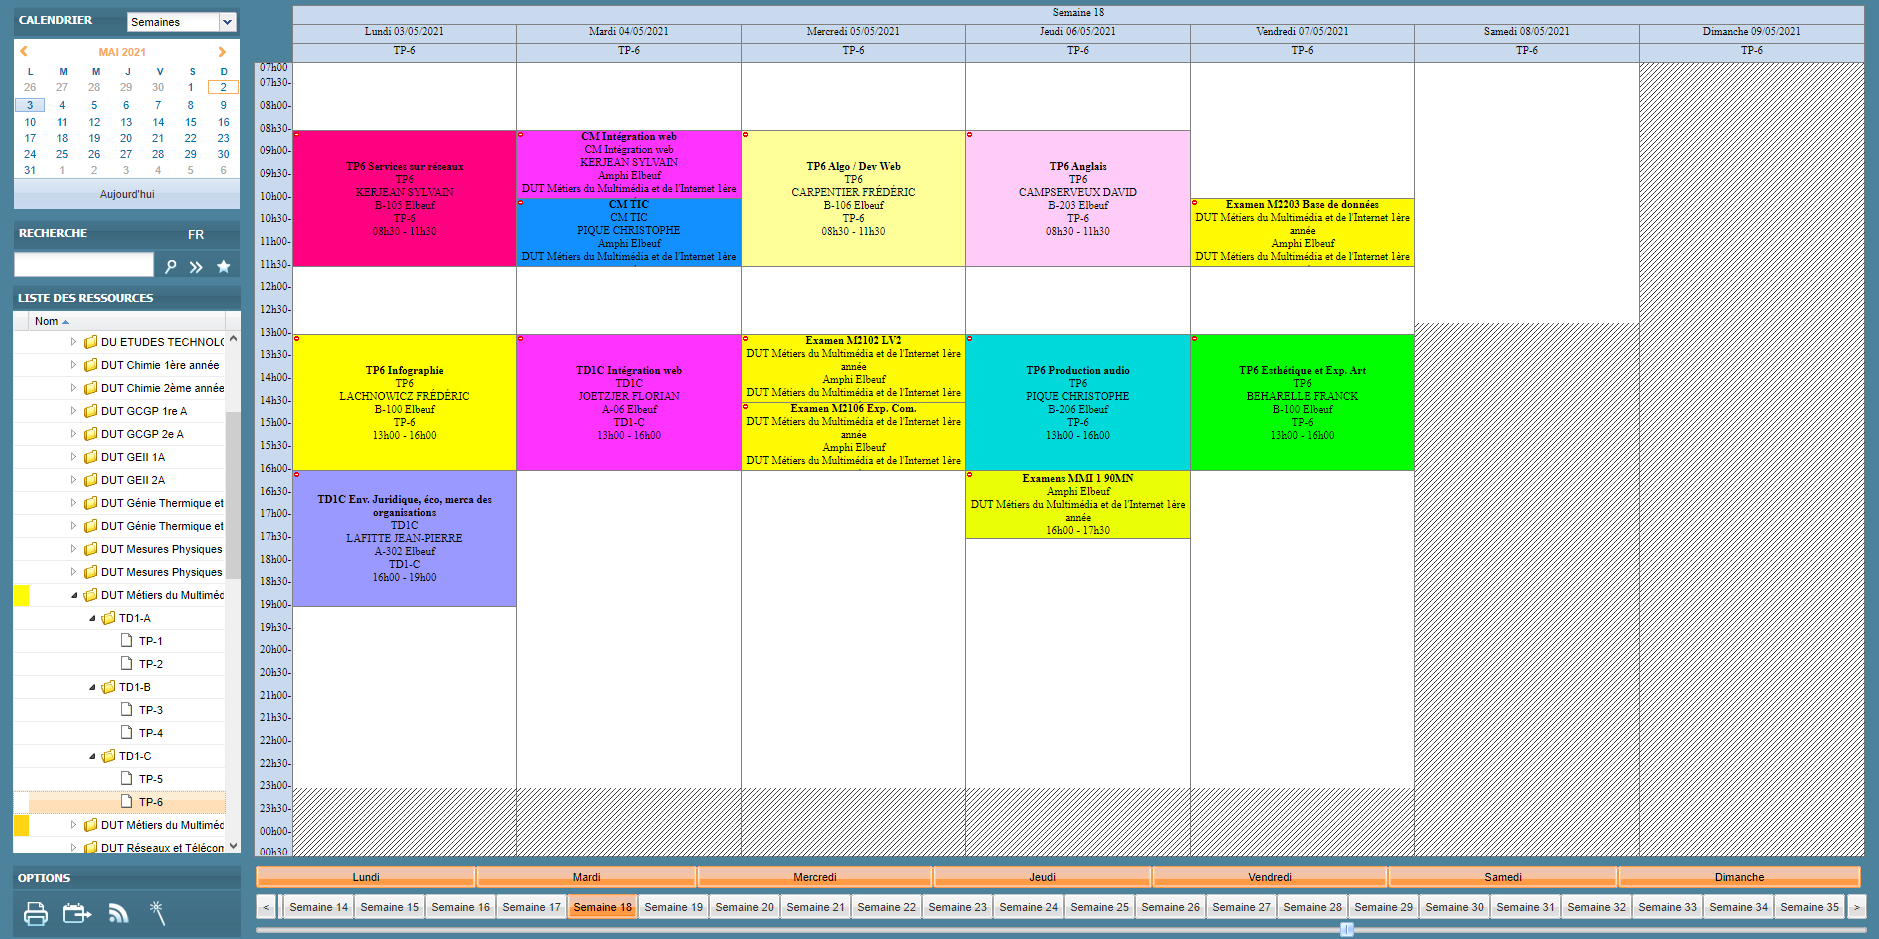 CALENDRIER
Semaines
MAI 2021
L M M J V S D
26 27 28 29 30 1 2
3 4 5 6 7 8 9
10 11 12 13 14 15 16
17 18 19 20 21 22 23
24 25 26 27 28 29 30
31 1 2 3 4 5 6
Aujourd'hui
RECHERCHE FR
LISTE DES RESSOURCES
Nom
DU ETUDES TECHNOLO
DUT Chimie 1ère année
DUT Chimie 2ème année
DUT GCGP 1re A
DUT GCGP 2e A
DUT GEII 1A
DUT GEII 2A
DUT Génie Thermique et
DUT Génie Thermique et
DUT Mesures Physiques
DUT Mesures Physiques
DUT Métiers du Multiméd
TD1-A
TP-1
TP-2
TD1-B
TP-3
TP-4
TD1-C
TP-5
TP-6
DUT Métiers du Multiméd
DUT Réseaux et Télécom
OPTIONS
Semaine 18
Lundi 03/05/2021 Mardi 04/05/2021 Mercredi 05/05/2021 Jeudi 06/05/2021 Vendredi 07/05/2021 Samedi 08/05/2021 Dimanche 09/05/2021
TP-6 TP-6 TP-6 TP-6 TP-6 TP-6 TP-6
07h00
07h30-
08h00-
08h30-
09h00-
09h30-
10h00-
10h30-
11h00-
11h30-
12h00-
12h30-
13h00-
13h30-
14h00-
14h30-
15h00-
15h30-
16h00-
16h30-
17h00-
17h30-
18h00-
18h30-
19h00-
19h30-
20h00-
20h30-
21h00-
21h30-
22h00-
22h30-
23h00-
23h30-
00h00-
00h30
TP6 Services sur réseaux
TP6
KERJEAN SYLVAIN
B-105 Elbeuf
TP-6
08h30 - 11h30
TP6 Infographie
TP6
LACHNOWICZ FRÉDÉRIC
B-100 Elbeuf
TP-6
13h00 - 16h00
TD1C Env. Juridique, éco, merca des
organisations
TD1C
LAFITTE JEAN-PIERRE
A-302 Elbeuf
TD1-C
16h00 - 19h00
CM Intégration web
CM Intégration web
KERJEAN SYLVAIN
Amphi Elbeuf
DUT Métiers du Multimédia et de l'Internet 1ère
CM TIC
CM TIC
PIQUE CHRISTOPHE
Amphi Elbeuf
DUT Métiers du Multimédia et de l'Internet 1ère
TD1C Intégration web
TD1C
JOETZJER FLORIAN
A-06 Elbeuf
TD1-C
13h00 - 16h00
TP6 Algo / Dev Web
TP6
CARPENTIER FRÉDÉRIC
B-106 Elbeuf
TP-6
08h30 - 11h30
Examen M2102 LV2
DUT Métiers du Multimédia et de l'Internet 1ère
année
Amphi Elbeuf
DUT Métiers du Multimédia et de l'Internet 1ère
Examen M2106 Exp. Com.
DUT Métiers du Multimédia et de l'Internet 1ère
année
Amphi Elbeuf
DUT Métiers du Multimédia et de l'Internet 1ère
TP6 Anglais
TP6
CAMPSERVEUX DAVID
B-203 Elbeuf
TP-6
08h30 - 11h30
TP6 Production audio
TP6
PIQUE CHRISTOPHE
B-206 Elbeuf
TP-6
13h00 - 16h00
Examens MMI 1 90MN
Amphi Elbeuf
DUT Métiers du Multimédia et de l'Internet 1ère
année
16h00 - 17h30
Examen M2203 Base de données
DUT Métiers du Multimédia et de l'Internet 1ère
année
Amphi Elbeuf
DUT Métiers du Multimédia et de l'Internet 1ère
TP6 Esthétique et Exp. Art
TP6
BEHARELLE FRANCK
B-100 Elbeuf
TP-6
13h00 - 16h00
Lundi Mardi Mercredi Jeudi Vendredi Samedi Dimanche
< Semaine 14 Semaine 15 Semaine 16 Semaine 17 Semaine 18 Semaine 19 Semaine 20 Semaine 21 Semaine 22 Semaine 23 Semaine 24 Semaine 25 Semaine 26 Semaine 27 Semaine 28 Semaine 29 Semaine 30 Semaine 31 Semaine 32 Semaine 33 Semaine 34 Semaine 35 >